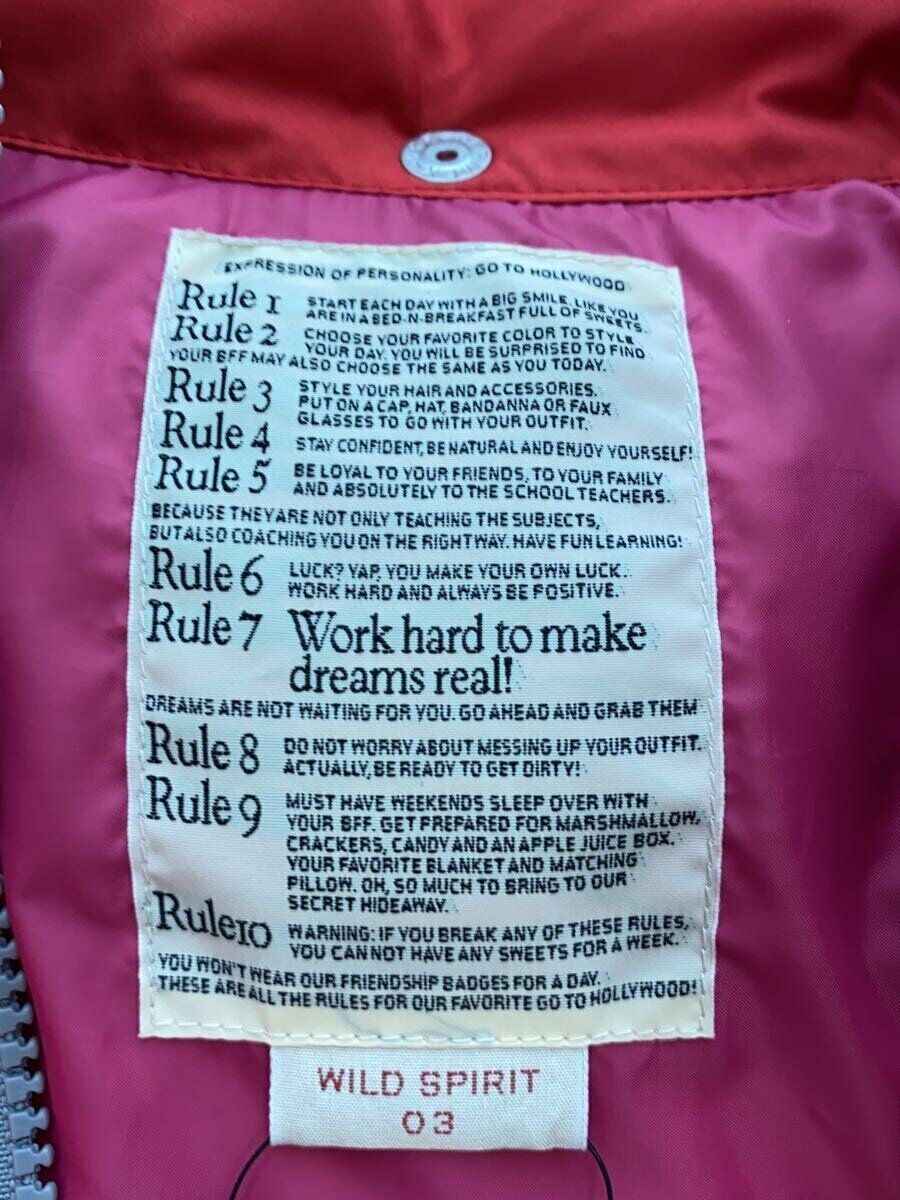 EXPRESSION OF PERSONALITY: GO TO HOLLYWOOD
Rule 1 START EACH DAY WITH A BIG SMILE, LIKE YOU
ARE IN A BED-N-BREAKFAST FULL OF SWEETS.
Rule 2 CHOOSE YOUR FAVORITE COLOR TO STYLE
YOUR DAY. YOU WILL BE SURPRISED TO FIND
YOUR BFF MAY ALSO CHOOSE THE SAME AS YOU TODAY.
Rule 3 STYLE YOUR HAIR AND ACCESSORIES.
PUT ON A CAP, HAT, BANDANNA OR FAUX
GLASSES TO GO WITH YOUR OUTFIT.
Rule 4 STAY CONFIDENT, BE NATURAL AND ENJOY YOURSELF!
Rule 5 BE LOYAL TO YOUR FRIENDS, TO YOUR FAMILY
AND ABSOLUTELY TO THE SCHOOL TEACHERS.
BECAUSE THEY ARE NOT ONLY TEACHING THE SUBJECTS,
BUT ALSO COACHING YOU ON THE RIGHT WAY. HAVE FUN LEARNING!
Rule 6 LUCK? YAP, YOU MAKE YOUR OWN LUCK.
WORK HARD AND ALWAYS BE POSITIVE.
Rule 7 Work hard to make
dreams real!
DREAMS ARE NOT WAITING FOR YOU. GO AHEAD AND GRAB THEM
Rule 8 DO NOT WORRY ABOUT MESSING UP YOUR OUTFIT.
ACTUALLY, BE READY TO GET DIRTY!
Rule 9 MUST HAVE WEEKENDS SLEEP OVER WITH
YOUR BFF. GET PREPARED FOR MARSHMALLOW,
CRACKERS, CANDY AND AN APPLE JUICE BOX.
YOUR FAVORITE BLANKET AND MATCHING
PILLOW. OH, SO MUCH TO BRING TO OUR
SECRET HIDEAWAY.
Rule 10 WARNING: IF YOU BREAK ANY OF THESE RULES,
YOU CAN NOT HAVE ANY SWEETS FOR A WEEK.
YOU WON'T WEAR OUR FRIENDSHIP BADGES FOR A DAY.
THESE ARE ALL THE RULES FOR OUR FAVORITE GO TO HOLLYWOOD!
WILD SPIRIT
03